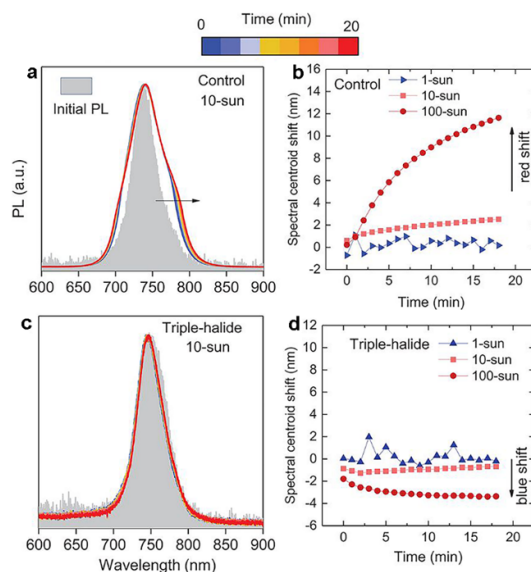 Time (min)
0
20
a
Initial PL
Control
10-sun
PL (a.u.)
600 650 700 750 800 850 900
b
Control
1-sun
10-sun
100-sun
red shift
Spectral centroid shift (nm)
16
14
12
10
8
6
4
2
0
-2
0 5 10 15 20
Time (min)
c
Triple-halide
10-sun
600 650 700 750 800 850 900
Wavelength (nm)
d
Triple-halide
1-sun
10-sun
100-sun
blue shift
Spectral centroid shift (nm)
12
10
8
6
4
2
0
-2
-4
-6
0 5 10 15 20
Time (min)